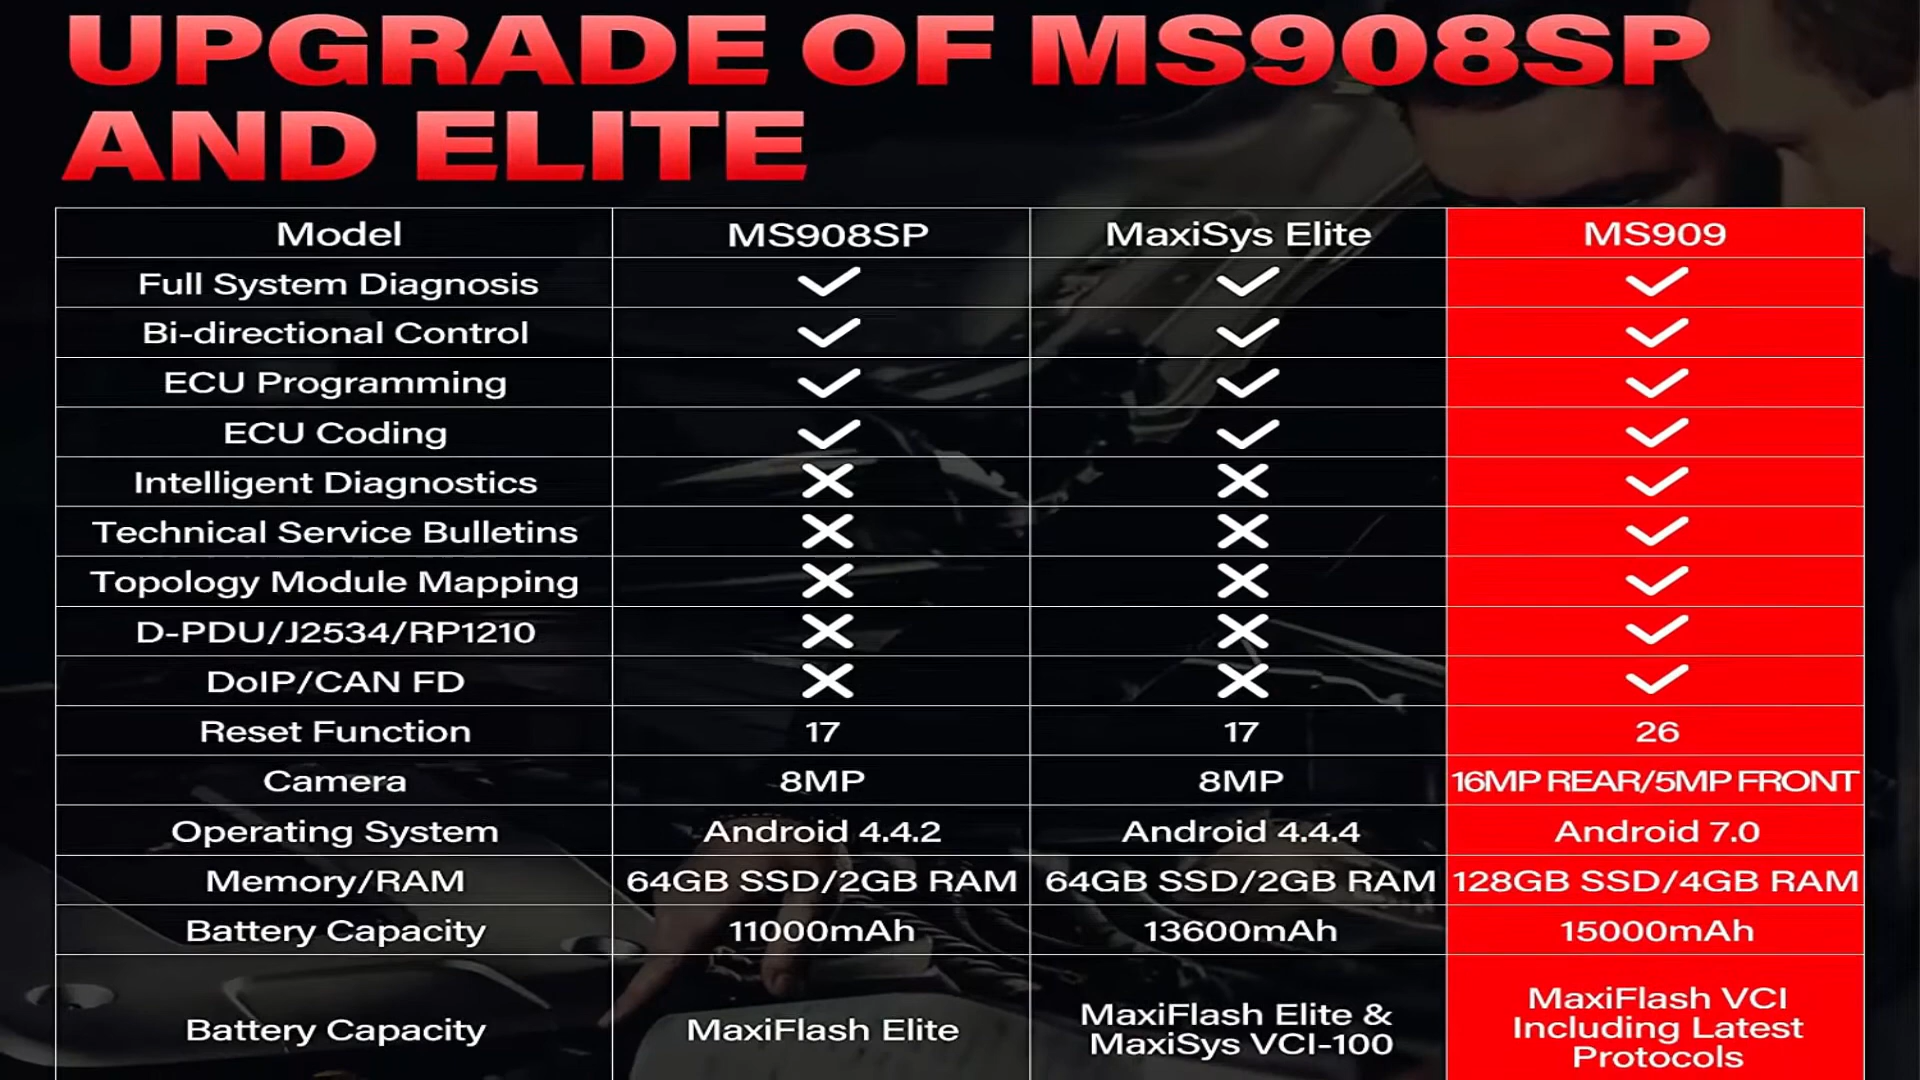 UPGRADE OF MS908SP
AND ELITE
Model MS908SP MaxiSys Elite MS909
Full System Diagnosis
Bi-directional Control
ECU Programming
ECU Coding
Intelligent Diagnostics
Technical Service Bulletins
Topology Module Mapping
D-PDU/J2534/RP1210
DoIP/CAN FD
Reset Function 17 17 26
Camera 8MP 8MP 16MP REAR/5MP FRONT
Operating System Android 4.4.2 Android 4.4.4 Android 7.0
Memory/RAM 64GB SSD/2GB RAM 64GB SSD/2GB RAM 128GB SSD/4GB RAM
Battery Capacity 11000mAh 13600mAh 15000mAh
Battery Capacity MaxiFlash Elite
MaxiFlash Elite &
MaxiSys VCI-100
MaxiFlash VCI
Including Latest
Protocols